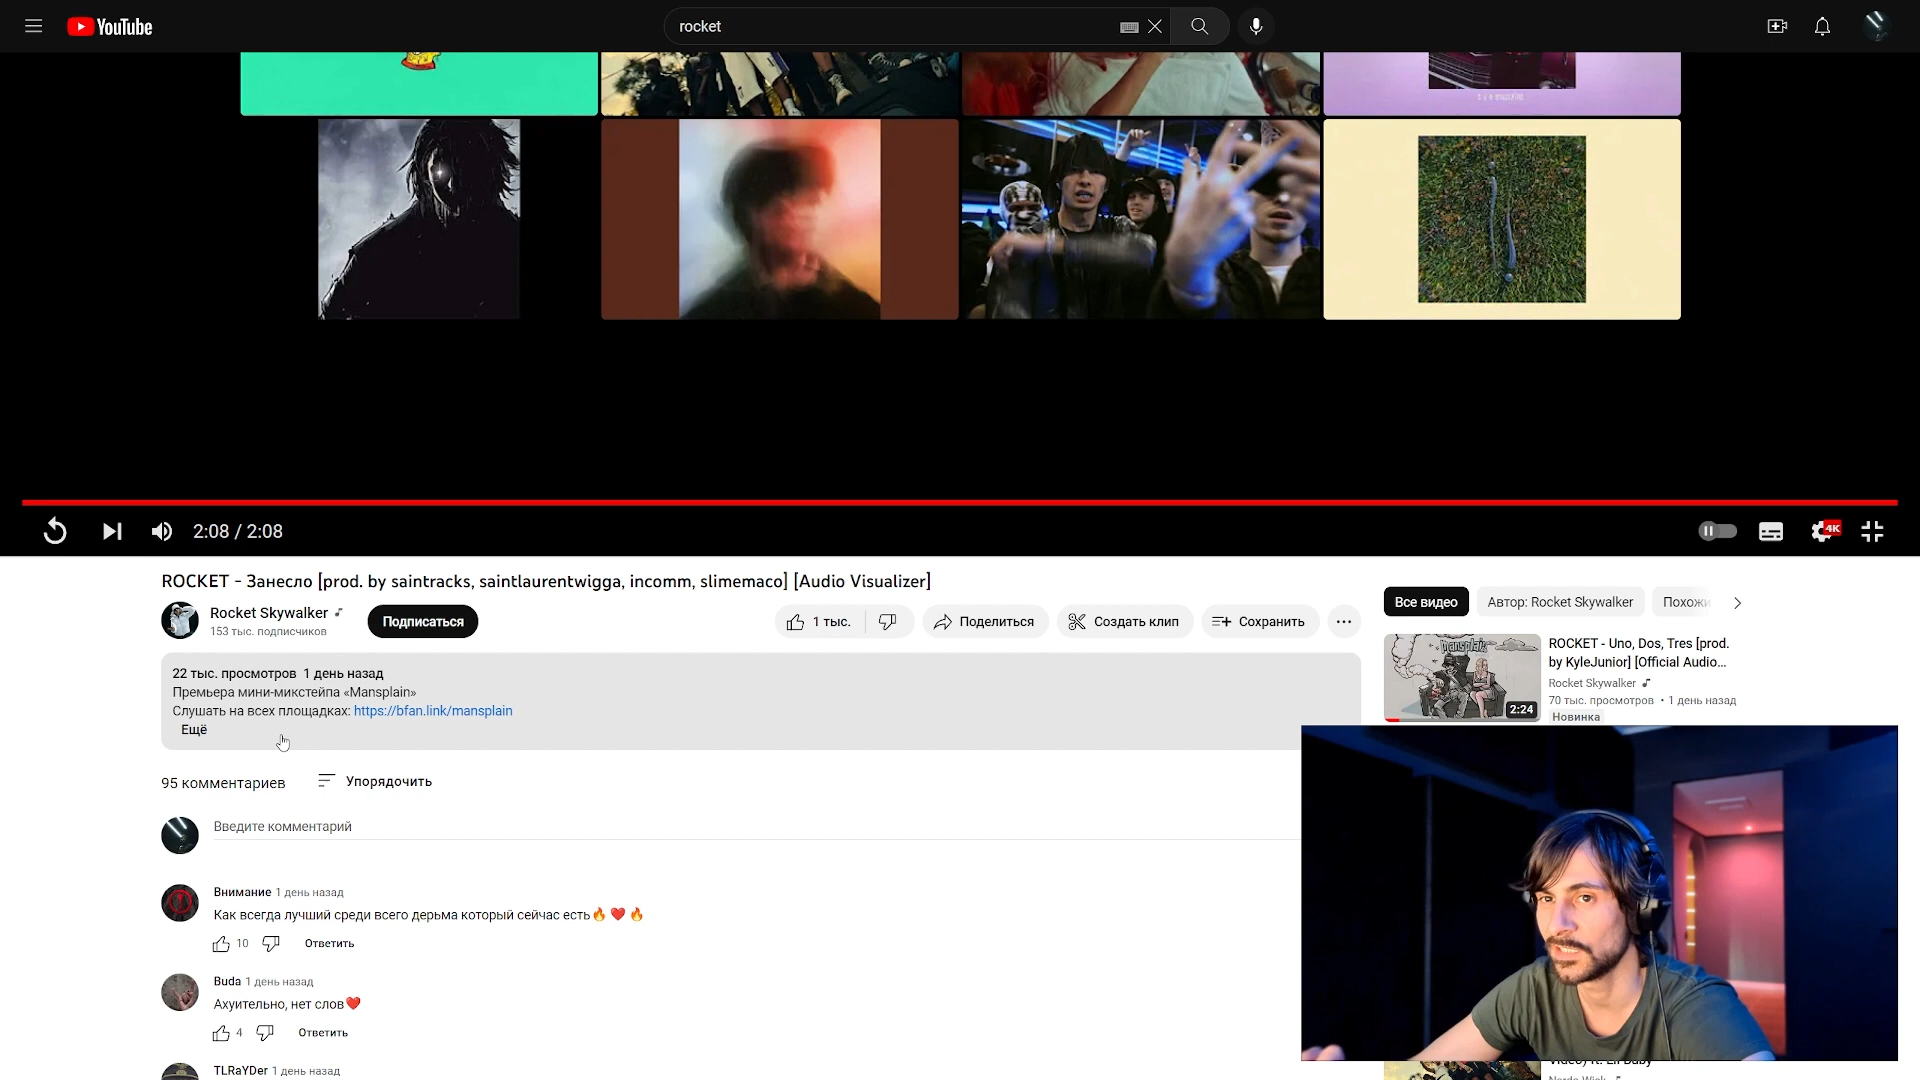 YouTube
rocket
2:08 / 2:08
4K
ROCKET - Занесло [prod. by saintracks, saintlaurentwigga, incomm, slimemaco] [Audio Visualizer]
Rocket Skywalker
153 тыс. подписчиков
Подписаться
1 тыс.
Поделиться
Создать клип
Сохранить
22 тыс. просмотров 1 день назад
Премьера мини-микстейпа «Mansplain»
Слушать на всех площадках: https://bfan.link/mansplain
Ещё
95 комментариев
Упорядочить
Введите комментарий
Внимание 1 день назад
Как всегда лучший среди всего дерьма который сейчас есть🔥 ❤️ 🔥
10
Ответить
Buda 1 день назад
Ахуительно, нет слов❤️
4
Ответить
TLRaYDer 1 день назад
Все видео
Автор: Rocket Skywalker
Похожи
mansplain
2:24
ROCKET - Uno, Dos, Tres [prod.
by KyleJunior] [Official Audio...
Rocket Skywalker
70 тыс. просмотров • 1 день назад
Новинка